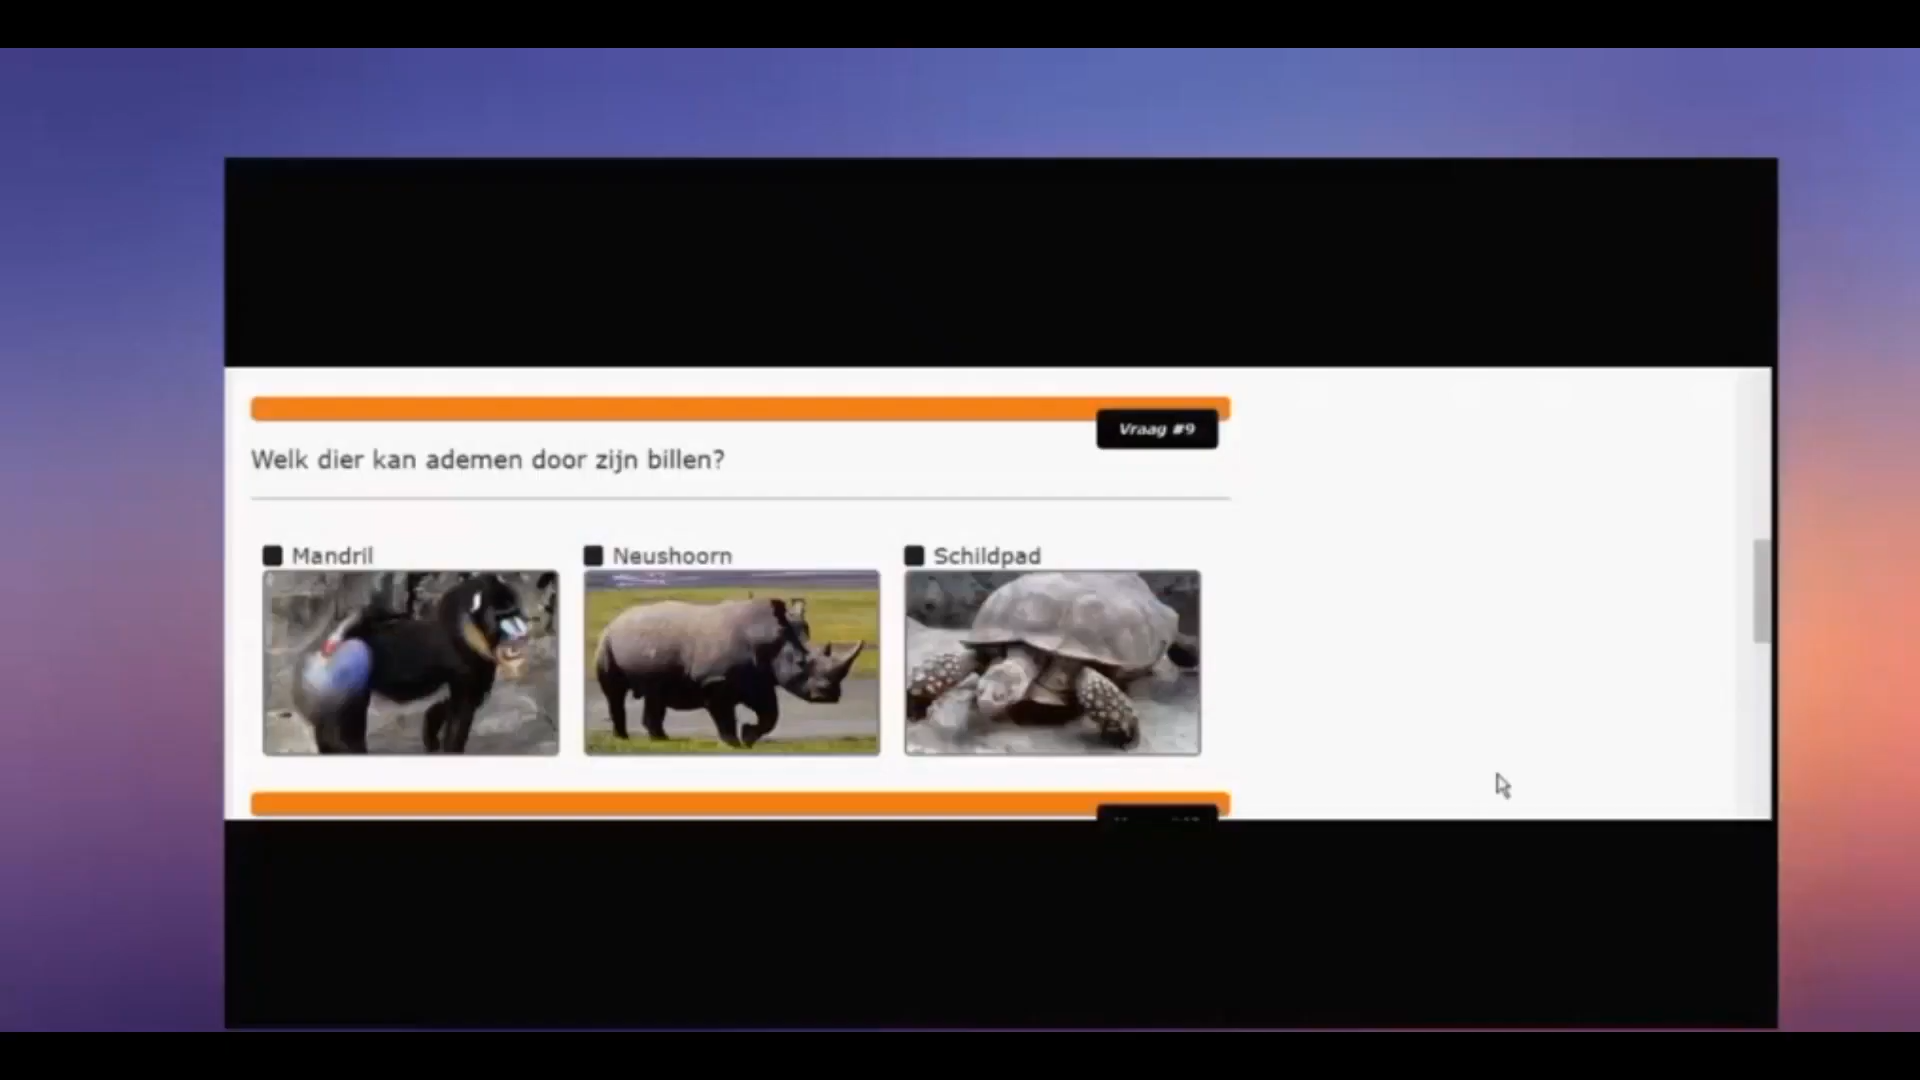 Vraag #9
Welk dier kan ademen door zijn billen?
Mandril
Neushoorn
Schildpad